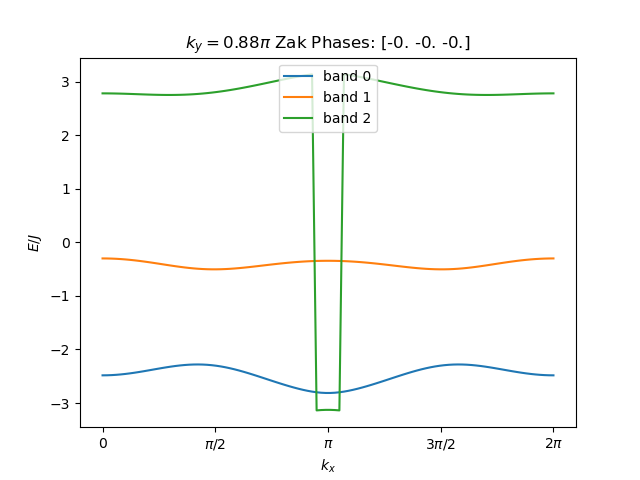 k_y = 0.88π Zak Phases: [-0. -0. -0.]
band 0
band 1
band 2
3
2
1
0
−1
−2
−3
E/J
0
π/2
π
3π/2
2π
k_x